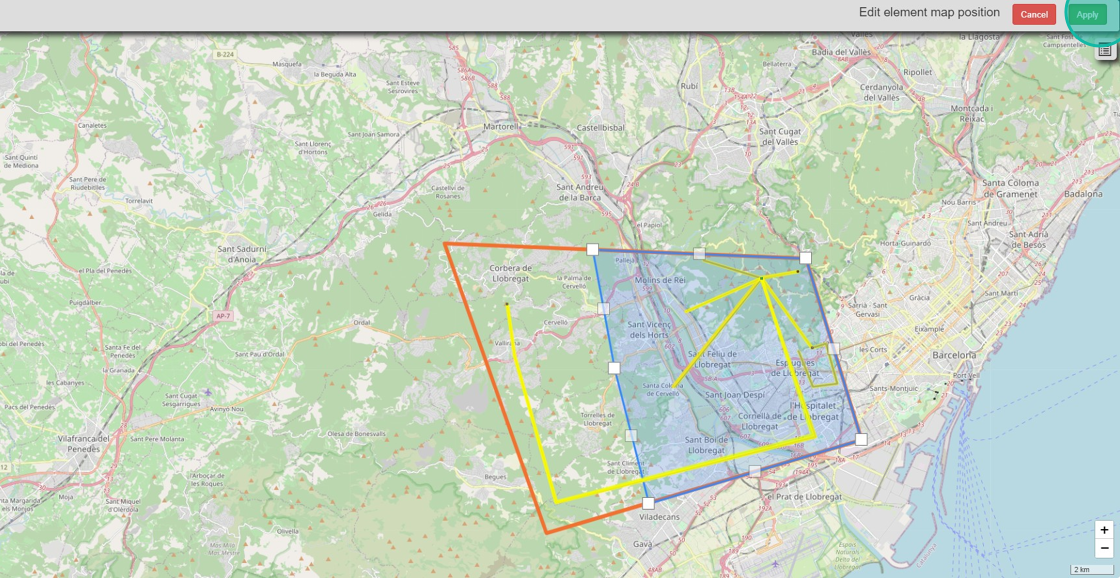 Edit element map position
Cancel
Apply
Badia del Vallès
la Llagosta
B-224
Masquefa
la Beguda Alta
Sant Esteve
Sesrovires
Bellaterra
Rubí
Ripollet
Cerdanyola
del Vallès
Montcada i
Reixac
Canaletes
Martorell
Castellbisbal
Sant Joan Samora
Sant Llorenç
d'Hortons
Sant Cugat
del Vallès
Sant Quintí
de Mediona
Sant Pere de
Riudebitlles
Torrelavit
Castellví de
Rosanes
Sant Andreu
de la Barca
Santa Coloma
de Gramenet
Badalona
Nou Barris
Gelida
el Papiol
Sant Andreu
Sant Adrià
de Besòs
Sant Sadurní
d'Anoia
Horta-Guinardó
Pallejà
Corbera de
Llobregat
la Palma de
Cervelló
Molins de Rei
el Pla del Penedès
Puigdàlber
Sant Martí
Sarrià -
Sant Gervasi
Gràcia
AP-7
Ordal
Cervelló
Vallirana
Sant Vicenç
dels Horts
Eixample
Santa Fe del
Penedès
Sant Pau d'Ordal
les Corts
Barcelona
Sant Feliu de
Llobregat
Esplugues
de Llobregat
Port Vell
les Cabanyes
Sant Cugat
Sesgarrigues
Avinyó Nou
Santa Coloma
de Cervelló
Sants-Montjuïc
Pacs del Penedès
Sant Joan Despí
l'Hospitalet
de Llobregat
Torrelles de
Llobregat
Cornellà de
Llobregat
Vilafranca del
Penedès
Sant Pere Molanta
Olesa de Bonesvalls
Sant Boi de
Llobregat
Sant Climent
de Llobregat
Begues
Arboçar de
les Roques
el Prat de Llobregat
Moja
Sant Miquel
d'Olèrdola
Viladecans
Gavà
+
−
2 km